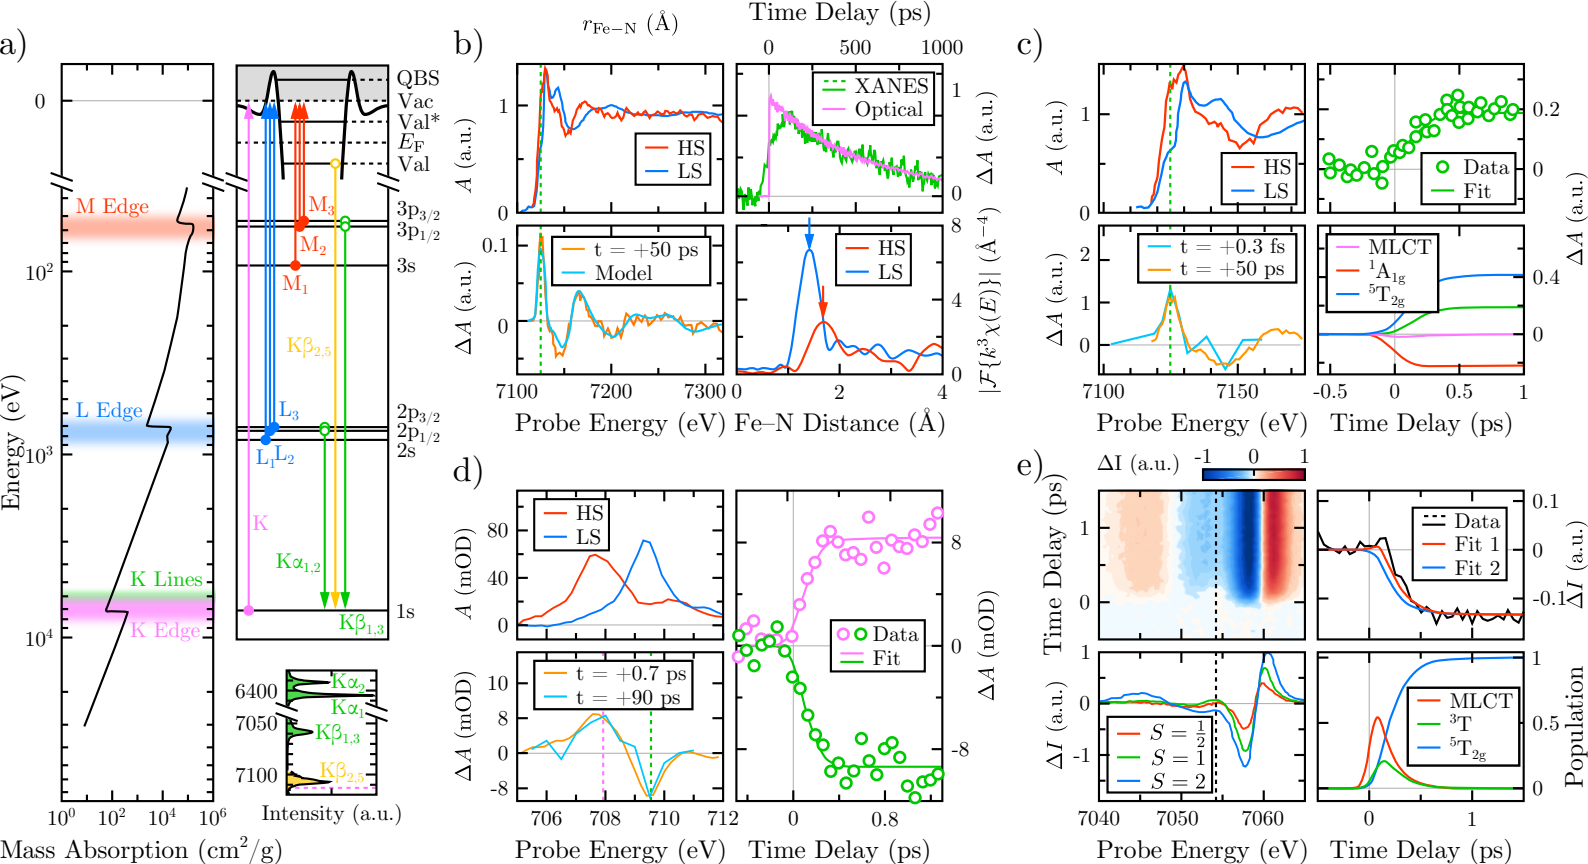 a)
0
10²
10³
10⁴
Energy (eV)
M Edge
L Edge
K Lines
K Edge
10⁰ 10² 10⁴ 10⁶
Mass Absorption (cm²/g)
QBS
Vac
Val*
E_F
Val
3p₃/₂
3p₁/₂
3s
2p₃/₂
2p₁/₂
2s
1s
M₃
M₂
M₁
Kβ₂,₅
L₃
L₁ L₂
K
Kα₁,₂
Kβ₁,₃
6400
7050
7100
Kα₂
Kα₁
Kβ₁,₃
Kβ₂,₅
Intensity (a.u.)
b)
r_Fe−N (Å)
A (a.u.)
1
0
HS
LS
Time Delay (ps)
0 500 1000
XANES
Optical
ΔA (a.u.)
1
0
ΔA (a.u.)
0.1
0
t = +50 ps
Model
7100 7200 7300
Probe Energy (eV)
HS
LS
8
4
0
|ℱ{k³χ(E)}| (Å⁻⁴)
0 2 4
Fe–N Distance (Å)
c)
A (a.u.)
1
0
HS
LS
Data
Fit
0.2
0
ΔA (a.u.)
ΔA (a.u.)
2
1
0
t = +0.3 fs
t = +50 ps
7100 7150
Probe Energy (eV)
MLCT
¹A₁g
⁵T₂g
0.4
0
-0.5 0 0.5 1
Time Delay (ps)
d)
A (mOD)
80
40
0
HS
LS
ΔA (mOD)
10
8
0
-8
t = +0.7 ps
t = +90 ps
706 708 710 712
Probe Energy (eV)
Data
Fit
8
0
-8
ΔA (mOD)
0 0.8
Time Delay (ps)
e)
ΔI (a.u.)
-1 0 1
Time Delay (ps)
1
0
Data
Fit 1
Fit 2
0.1
0
-0.1
ΔI (a.u.)
ΔI (a.u.)
1
0
-1
S = ½
S = 1
S = 2
7040 7050 7060
Probe Energy (eV)
MLCT
³T
⁵T₂g
1
0.5
0
Population
0 1
Time Delay (ps)